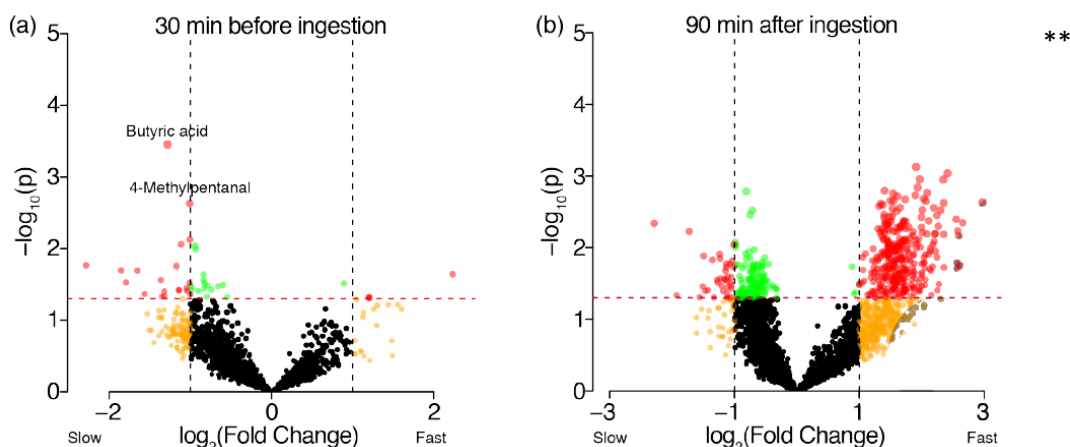 (a) 30 min before ingestion
5
4
3
2
1
0
−log10(p)
Butyric acid
4-Methylpentanal
−2 0 2
Slow log2(Fold Change) Fast
(b) 90 min after ingestion **
5
4
3
2
1
0
−log10(p)
−3 −1 1 3
Slow log2(Fold Change) Fast